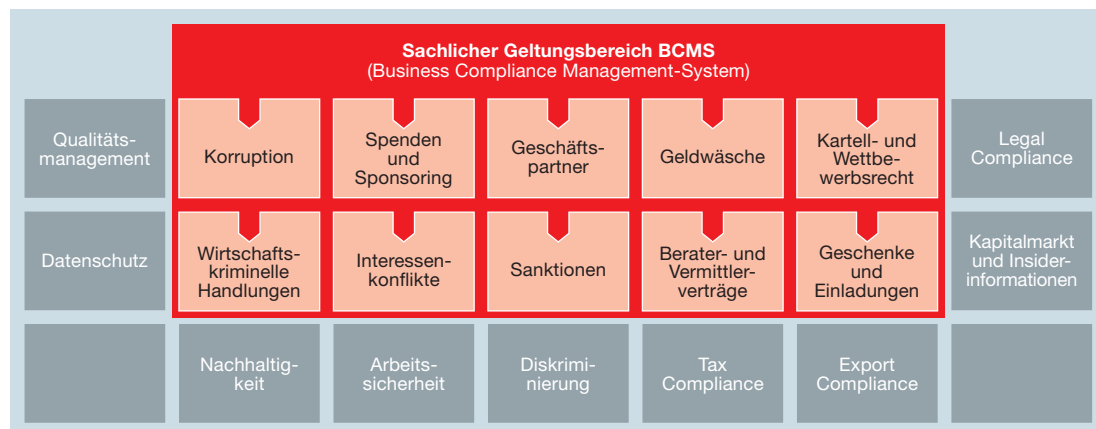 Sachlicher Geltungsbereich BCMS
(Business Compliance Management-System)
Qualitäts-
management
Korruption
Spenden
und
Sponsoring
Geschäfts-
partner
Geldwäsche
Kartell- und
Wettbe-
werbsrecht
Legal
Compliance
Datenschutz
Wirtschafts-
kriminelle
Handlungen
Interessen-
konflikte
Sanktionen
Berater- und
Vermittler-
verträge
Geschenke
und
Einladungen
Kapitalmarkt
und Insider-
informationen
Nachhaltig-
keit
Arbeits-
sicherheit
Diskrimi-
nierung
Tax
Compliance
Export
Compliance